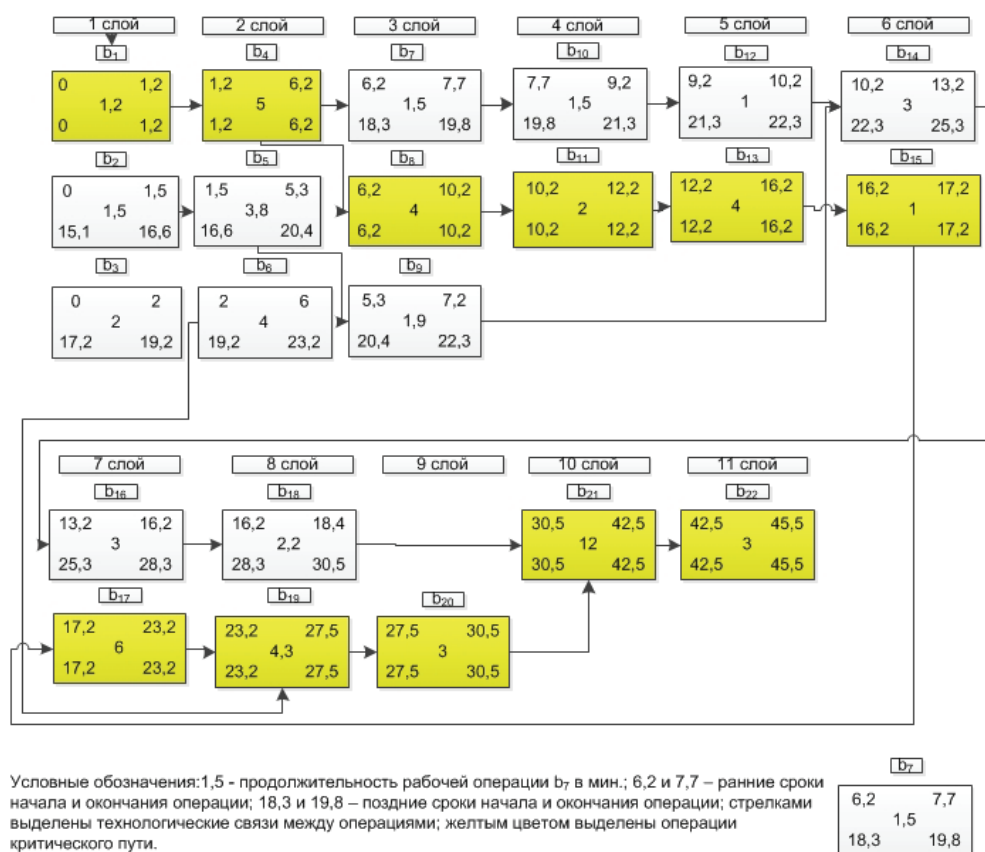 1 слой 2 слой 3 слой 4 слой 5 слой 6 слой
b₁ b₄ b₇ b₁₀ b₁₂ b₁₄
0 1,2 1,2 6,2 6,2 7,7 7,7 9,2 9,2 10,2 10,2 13,2
1,2 5 1,5 1,5 1 3
0 1,2 1,2 6,2 18,3 19,8 19,8 21,3 21,3 22,3 22,3 25,3
b₂ b₅ b₈ b₁₁ b₁₃ b₁₅
0 1,5 1,5 5,3 6,2 10,2 10,2 12,2 12,2 16,2 16,2 17,2
1,5 3,8 4 2 4 1
15,1 16,6 16,6 20,4 6,2 10,2 10,2 12,2 12,2 16,2 16,2 17,2
b₃ b₆ b₉
0 2 2 6 5,3 7,2
2 4 1,9
17,2 19,2 19,2 23,2 20,4 22,3
7 слой 8 слой 9 слой 10 слой 11 слой
b₁₆ b₁₈ b₂₁ b₂₂
13,2 16,2 16,2 18,4 30,5 42,5 42,5 45,5
3 2,2 12 3
25,3 28,3 28,3 30,5 30,5 42,5 42,5 45,5
b₁₇ b₁₉ b₂₀
17,2 23,2 23,2 27,5 27,5 30,5
6 4,3 3
17,2 23,2 23,2 27,5 27,5 30,5
Условные обозначения:1,5 - продолжительность рабочей операции b₇ в мин.; 6,2 и 7,7 – ранние сроки
начала и окончания операции; 18,3 и 19,8 – поздние сроки начала и окончания операции; стрелками
выделены технологические связи между операциями; желтым цветом выделены операции
критического пути.
b₇
6,2 7,7
1,5
18,3 19,8